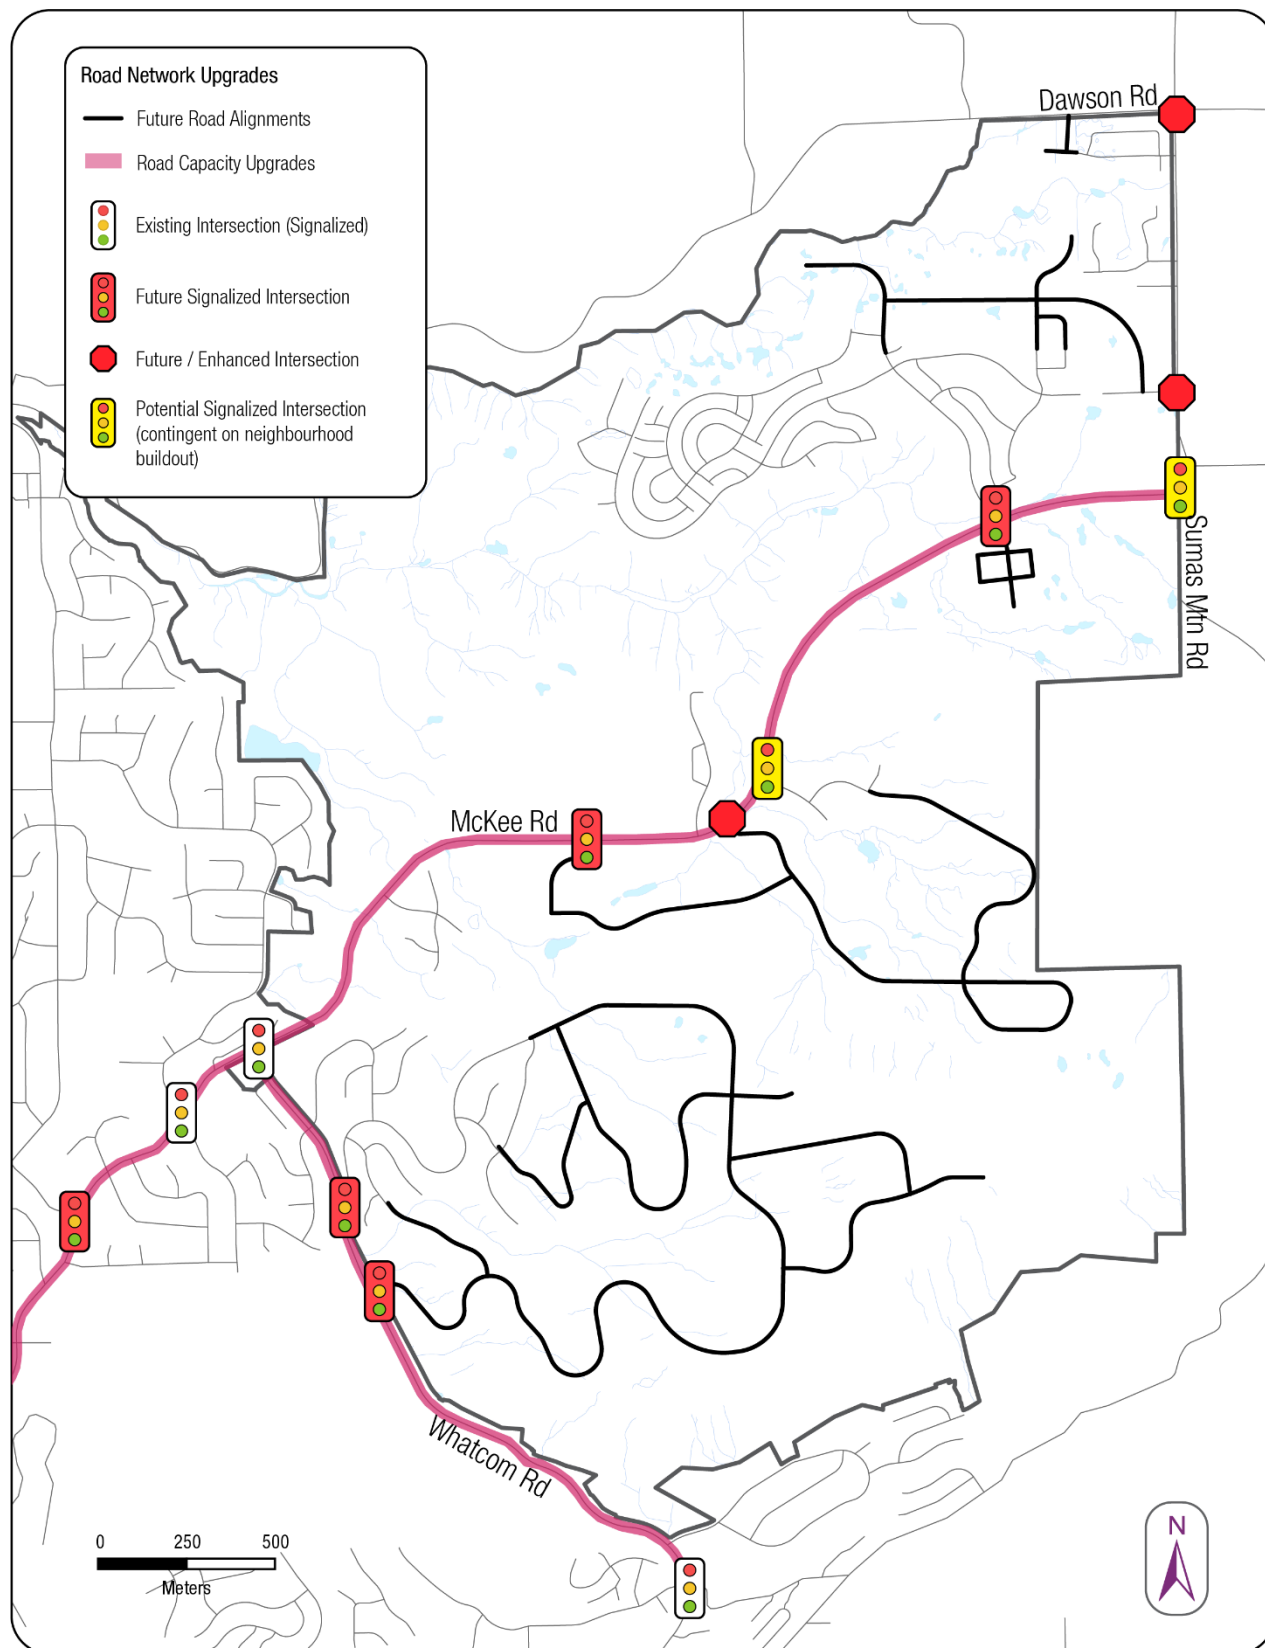 Road Network Upgrades
Future Road Alignments
Road Capacity Upgrades
Existing Intersection (Signalized)
Future Signalized Intersection
Future / Enhanced Intersection
Potential Signalized Intersection
(contingent on neighbourhood
buildout)
Dawson Rd
Sumas Mtn Rd
McKee Rd
Whatcom Rd
0 250 500
Meters
N